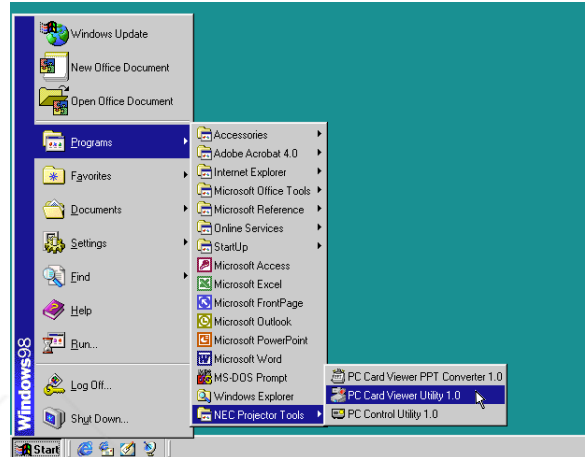 Windows Update
New Office Document
Open Office Document
Programs
Favorites
Documents
Settings
Find
Help
Run...
Log Off...
Shut Down...
Windows98
Accessories
Adobe Acrobat 4.0
Internet Explorer
Microsoft Office Tools
Microsoft Reference
Online Services
StartUp
Microsoft Access
Microsoft Excel
Microsoft FrontPage
Microsoft Outlook
Microsoft PowerPoint
Microsoft Word
MS-DOS Prompt
Windows Explorer
NEC Projector Tools
PC Card Viewer PPT Converter 1.0
PC Card Viewer Utility 1.0
PC Control Utility 1.0
Start